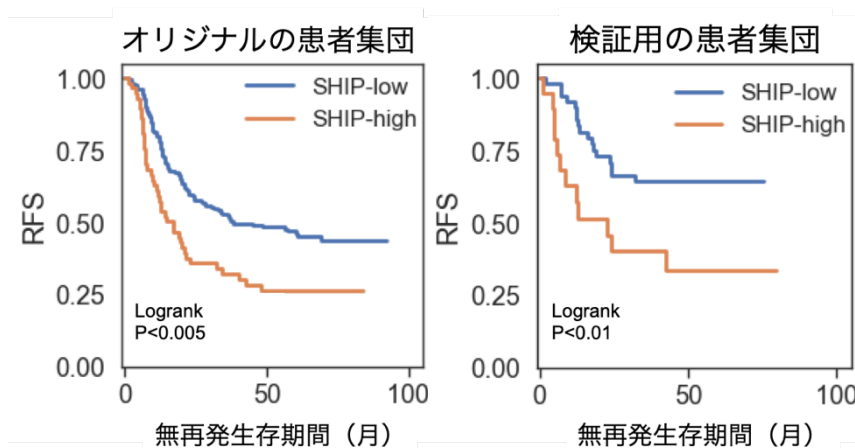 オリジナルの患者集団
1.00
0.75
0.50
0.25
0.00
RFS
SHIP-low
SHIP-high
Logrank
P<0.005
0
50
100
無再発生存期間（月）
検証用の患者集団
1.00
0.75
0.50
0.25
0.00
RFS
SHIP-low
SHIP-high
Logrank
P<0.01
0
50
100
無再発生存期間（月）